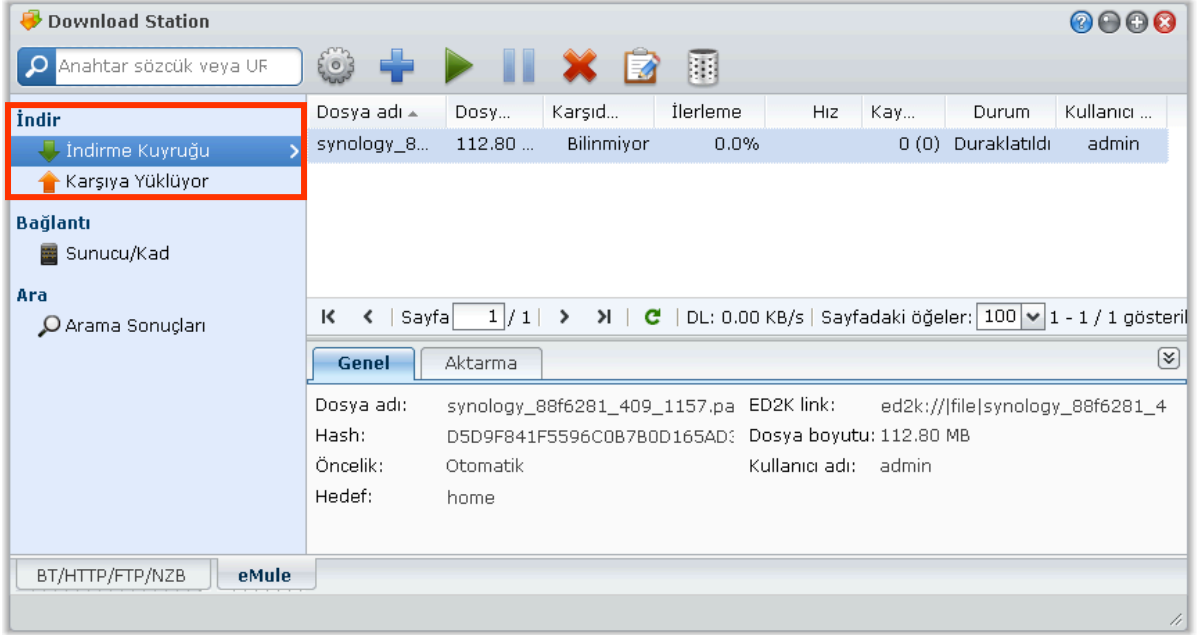 Download Station
Anahtar sözcük veya UR
İndir
İndirme Kuyruğu
Karşıya Yüklüyor
Bağlantı
Sunucu/Kad
Ara
Arama Sonuçları
Dosya adı Dosy... Karşıd... İlerleme Hız Kay... Durum Kullanıcı ...
synology_8... 112.80 ... Bilinmiyor 0.0% 0 (0) Duraklatıldı admin
Sayfa 1 / 1 DL: 0.00 KB/s Sayfadaki öğeler: 100 1 - 1 / 1 gösteril
Genel Aktarma
Dosya adı: synology_88f6281_409_1157.pa ED2K link: ed2k://|file|synology_88f6281_4
Hash: D5D9F841F5596C0B7B0D165AD3 Dosya boyutu: 112.80 MB
Öncelik: Otomatik Kullanıcı adı: admin
Hedef: home
BT/HTTP/FTP/NZB eMule